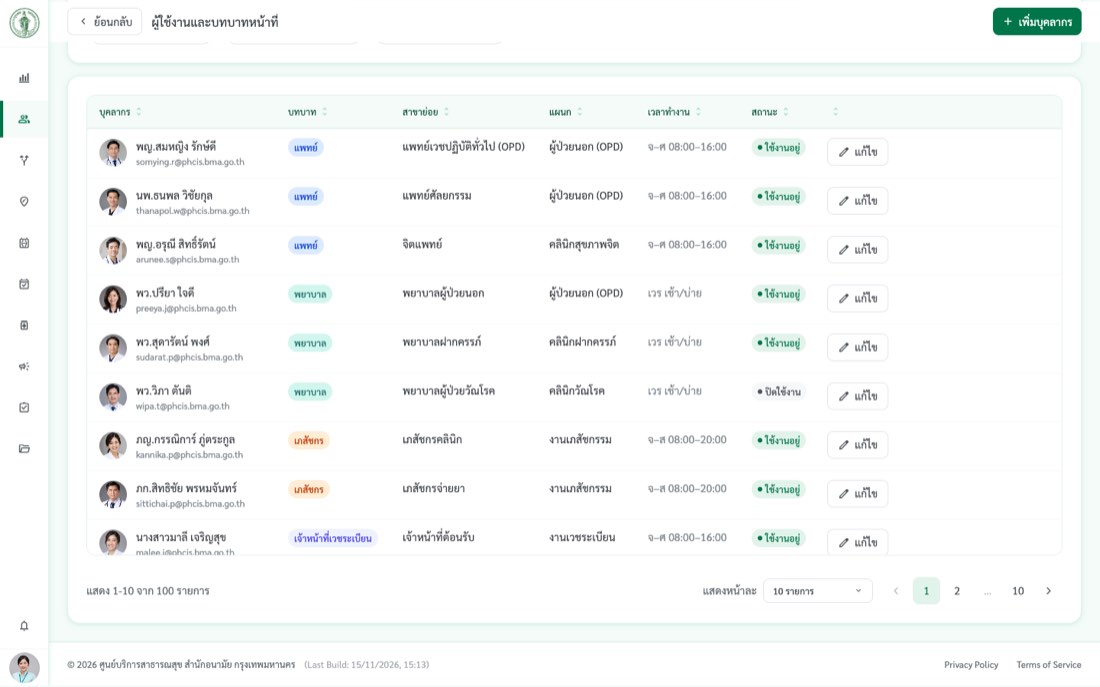 ย้อนกลับ
ผู้ใช้งานและบทบาทหน้าที่
+ เพิ่มบุคลากร
บุคลากร บทบาท สาขาย่อย แผนก เวลาทำงาน สถานะ
พญ.สมหญิง รักษ์ดี แพทย์ แพทย์เวชปฏิบัติทั่วไป (OPD) ผู้ป่วยนอก (OPD) จ–ศ 08:00–16:00 ใช้งานอยู่ แก้ไข
somying.r@phcis.bma.go.th
นพ.ธนพล วิชัยกุล แพทย์ แพทย์ศัลยกรรม ผู้ป่วยนอก (OPD) จ–ศ 08:00–16:00 ใช้งานอยู่ แก้ไข
thanapol.w@phcis.bma.go.th
พญ.อรุณี สิทธิ์รัตน์ แพทย์ จิตแพทย์ คลินิกสุขภาพจิต จ–ศ 08:00–16:00 ใช้งานอยู่ แก้ไข
arunee.s@phcis.bma.go.th
พว.ปรียา ใจดี พยาบาล พยาบาลผู้ป่วยนอก ผู้ป่วยนอก (OPD) เวร เช้า/บ่าย ใช้งานอยู่ แก้ไข
preeya.j@phcis.bma.go.th
พว.สุดารัตน์ พงศ์ พยาบาล พยาบาลฝากครรภ์ คลินิกฝากครรภ์ เวร เช้า/บ่าย ใช้งานอยู่ แก้ไข
sudarat.p@phcis.bma.go.th
พว.วิภา ตันติ พยาบาล พยาบาลผู้ป่วยวัณโรค คลินิกวัณโรค เวร เช้า/บ่าย ปิดใช้งาน แก้ไข
wipa.t@phcis.bma.go.th
ภญ.กรรณิการ์ ภู่ตระกูล เภสัชกร เภสัชกรคลินิก งานเภสัชกรรม จ–ส 08:00–20:00 ใช้งานอยู่ แก้ไข
kannika.p@phcis.bma.go.th
ภก.สิทธิชัย พรหมจันทร์ เภสัชกร เภสัชกรจ่ายยา งานเภสัชกรรม จ–ส 08:00–20:00 ใช้งานอยู่ แก้ไข
sittichai.p@phcis.bma.go.th
นางสาวมาลี เจริญสุข เจ้าหน้าที่เวชระเบียน เจ้าหน้าที่ต้อนรับ งานเวชระเบียน จ–ศ 08:00–16:00 ใช้งานอยู่ แก้ไข
malee.j@phcis.bma.go.th
แสดง 1-10 จาก 100 รายการ แสดงหน้าละ 10 รายการ 1 2 ... 10
© 2026 ศูนย์บริการสาธารณสุข สำนักอนามัย กรุงเทพมหานคร (Last Build: 15/11/2026, 15:13) Privacy Policy Terms of Service